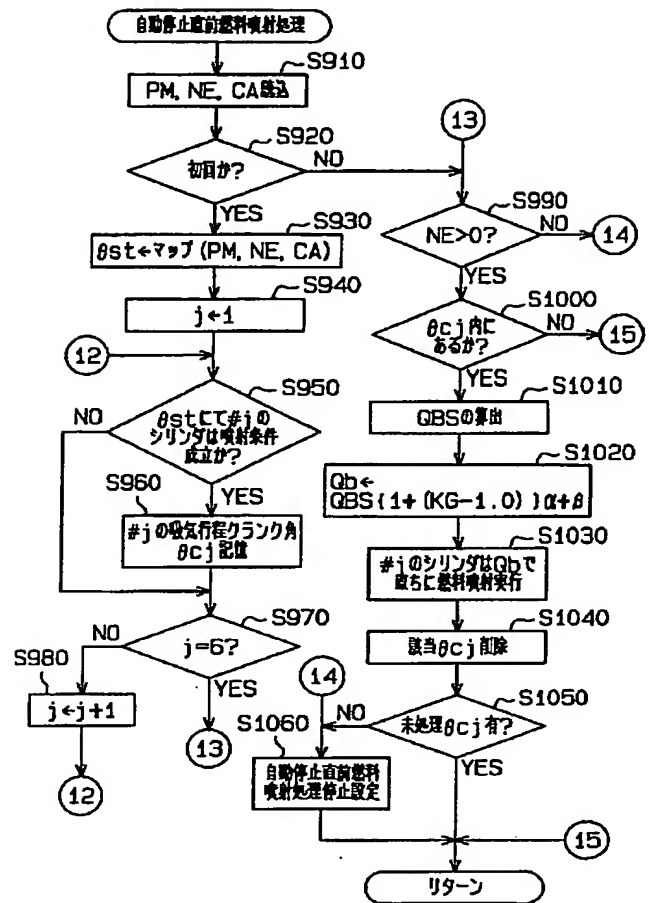 自動停止直前燃料噴射処理
S910
PM, NE, CA読込
S920
初回か?
NO
YES
S930
θst←マップ(PM, NE, CA)
S940
j←1
12
S950
θstにて#jの
シリンダは噴射条件
成立か?
NO
YES
S960
#jの吸気行程クランク角
θcj記憶
S970
j=6?
NO
YES
S980
j←j+1
12
13
13
S990
NE>0?
NO
14
YES
S1000
θcj内に
あるか?
NO
15
YES
S1010
QBSの算出
S1020
Qb←
QBS{1+(KG-1.0)}α+β
S1030
#jのシリンダはQbで
直ちに燃料噴射実行
S1040
該当θcj削除
S1050
未処理θcj有?
NO
YES
14
S1060
自動停止直前燃料
噴射処理停止設定
15
リターン